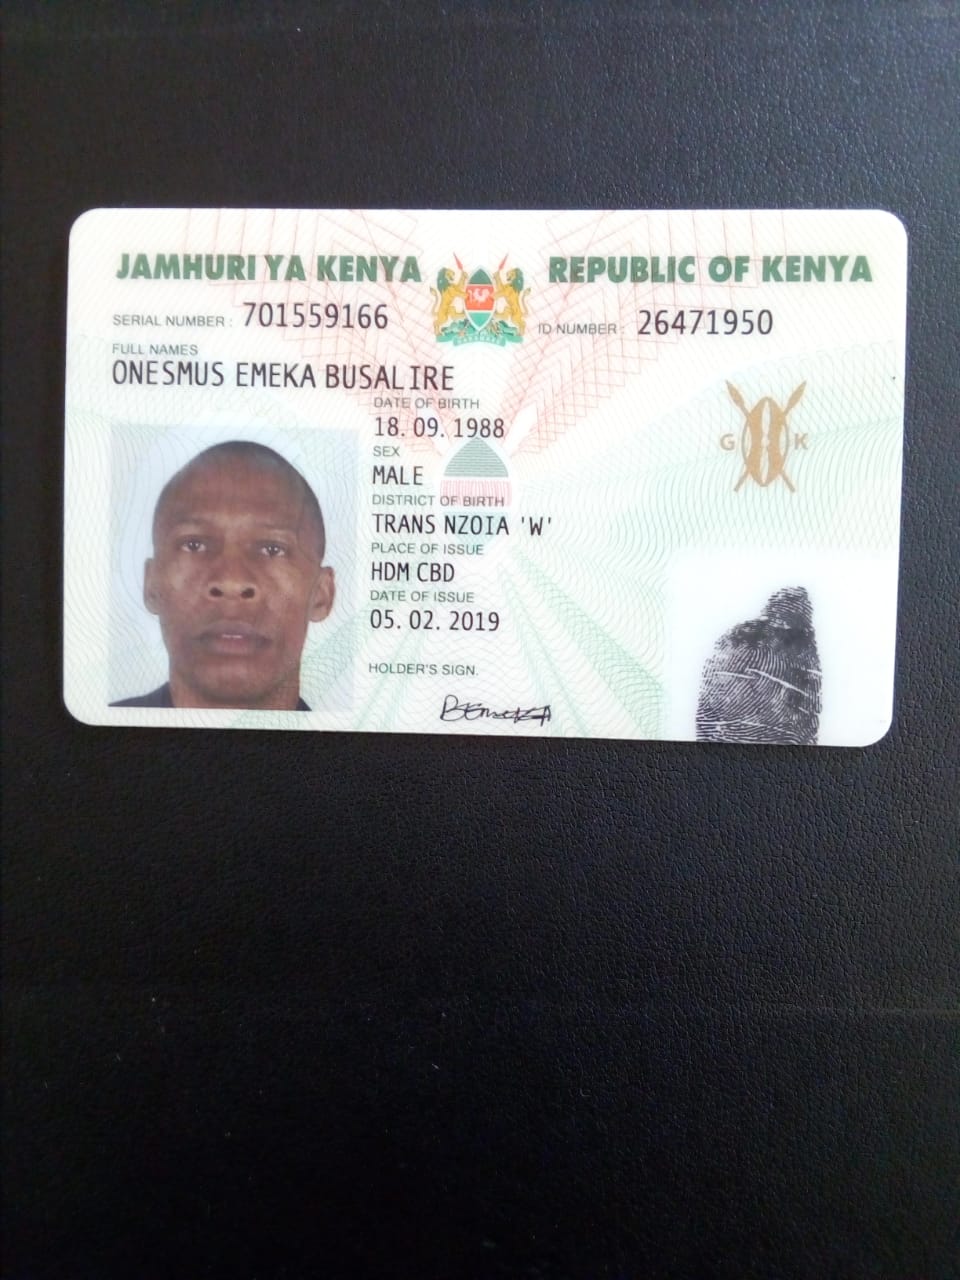 JAMHURI YA KENYA REPUBLIC OF KENYA
SERIAL NUMBER: 701559166 ID NUMBER: 26471950
FULL NAMES
ONESMUS EMEKA BUSALIRE
DATE OF BIRTH
18. 09. 1988
SEX
MALE
DISTRICT OF BIRTH
TRANS NZOIA 'W'
PLACE OF ISSUE
HDM CBD
DATE OF ISSUE
05. 02. 2019
HOLDER'S SIGN.
G K